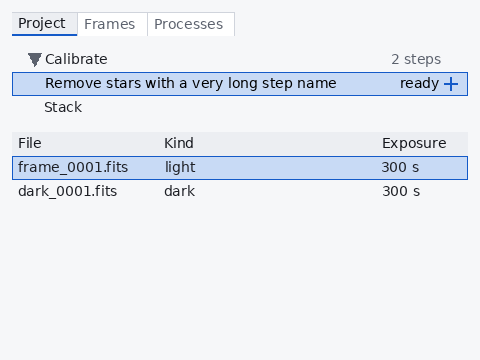 Project Frames Processes
Calibrate 2 steps
Remove stars with a very long step name ready
Stack
File Kind Exposure
frame_0001.fits light 300 s
dark_0001.fits dark 300 s